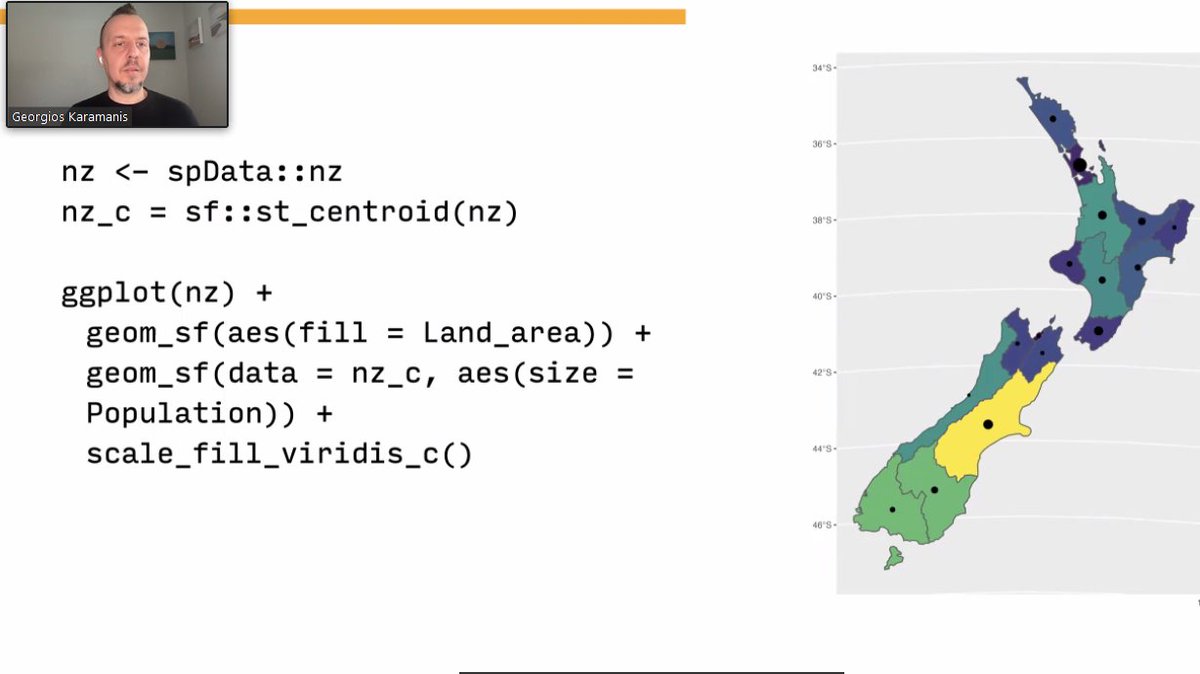 Georgios Karamanis
nz <- spData::nz
nz_c = sf::st_centroid(nz)
ggplot(nz) +
geom_sf(aes(fill = Land_area)) +
geom_sf(data = nz_c, aes(size =
Population)) +
scale_fill_viridis_c()
34°S
36°S
38°S
40°S
42°S
44°S
46°S